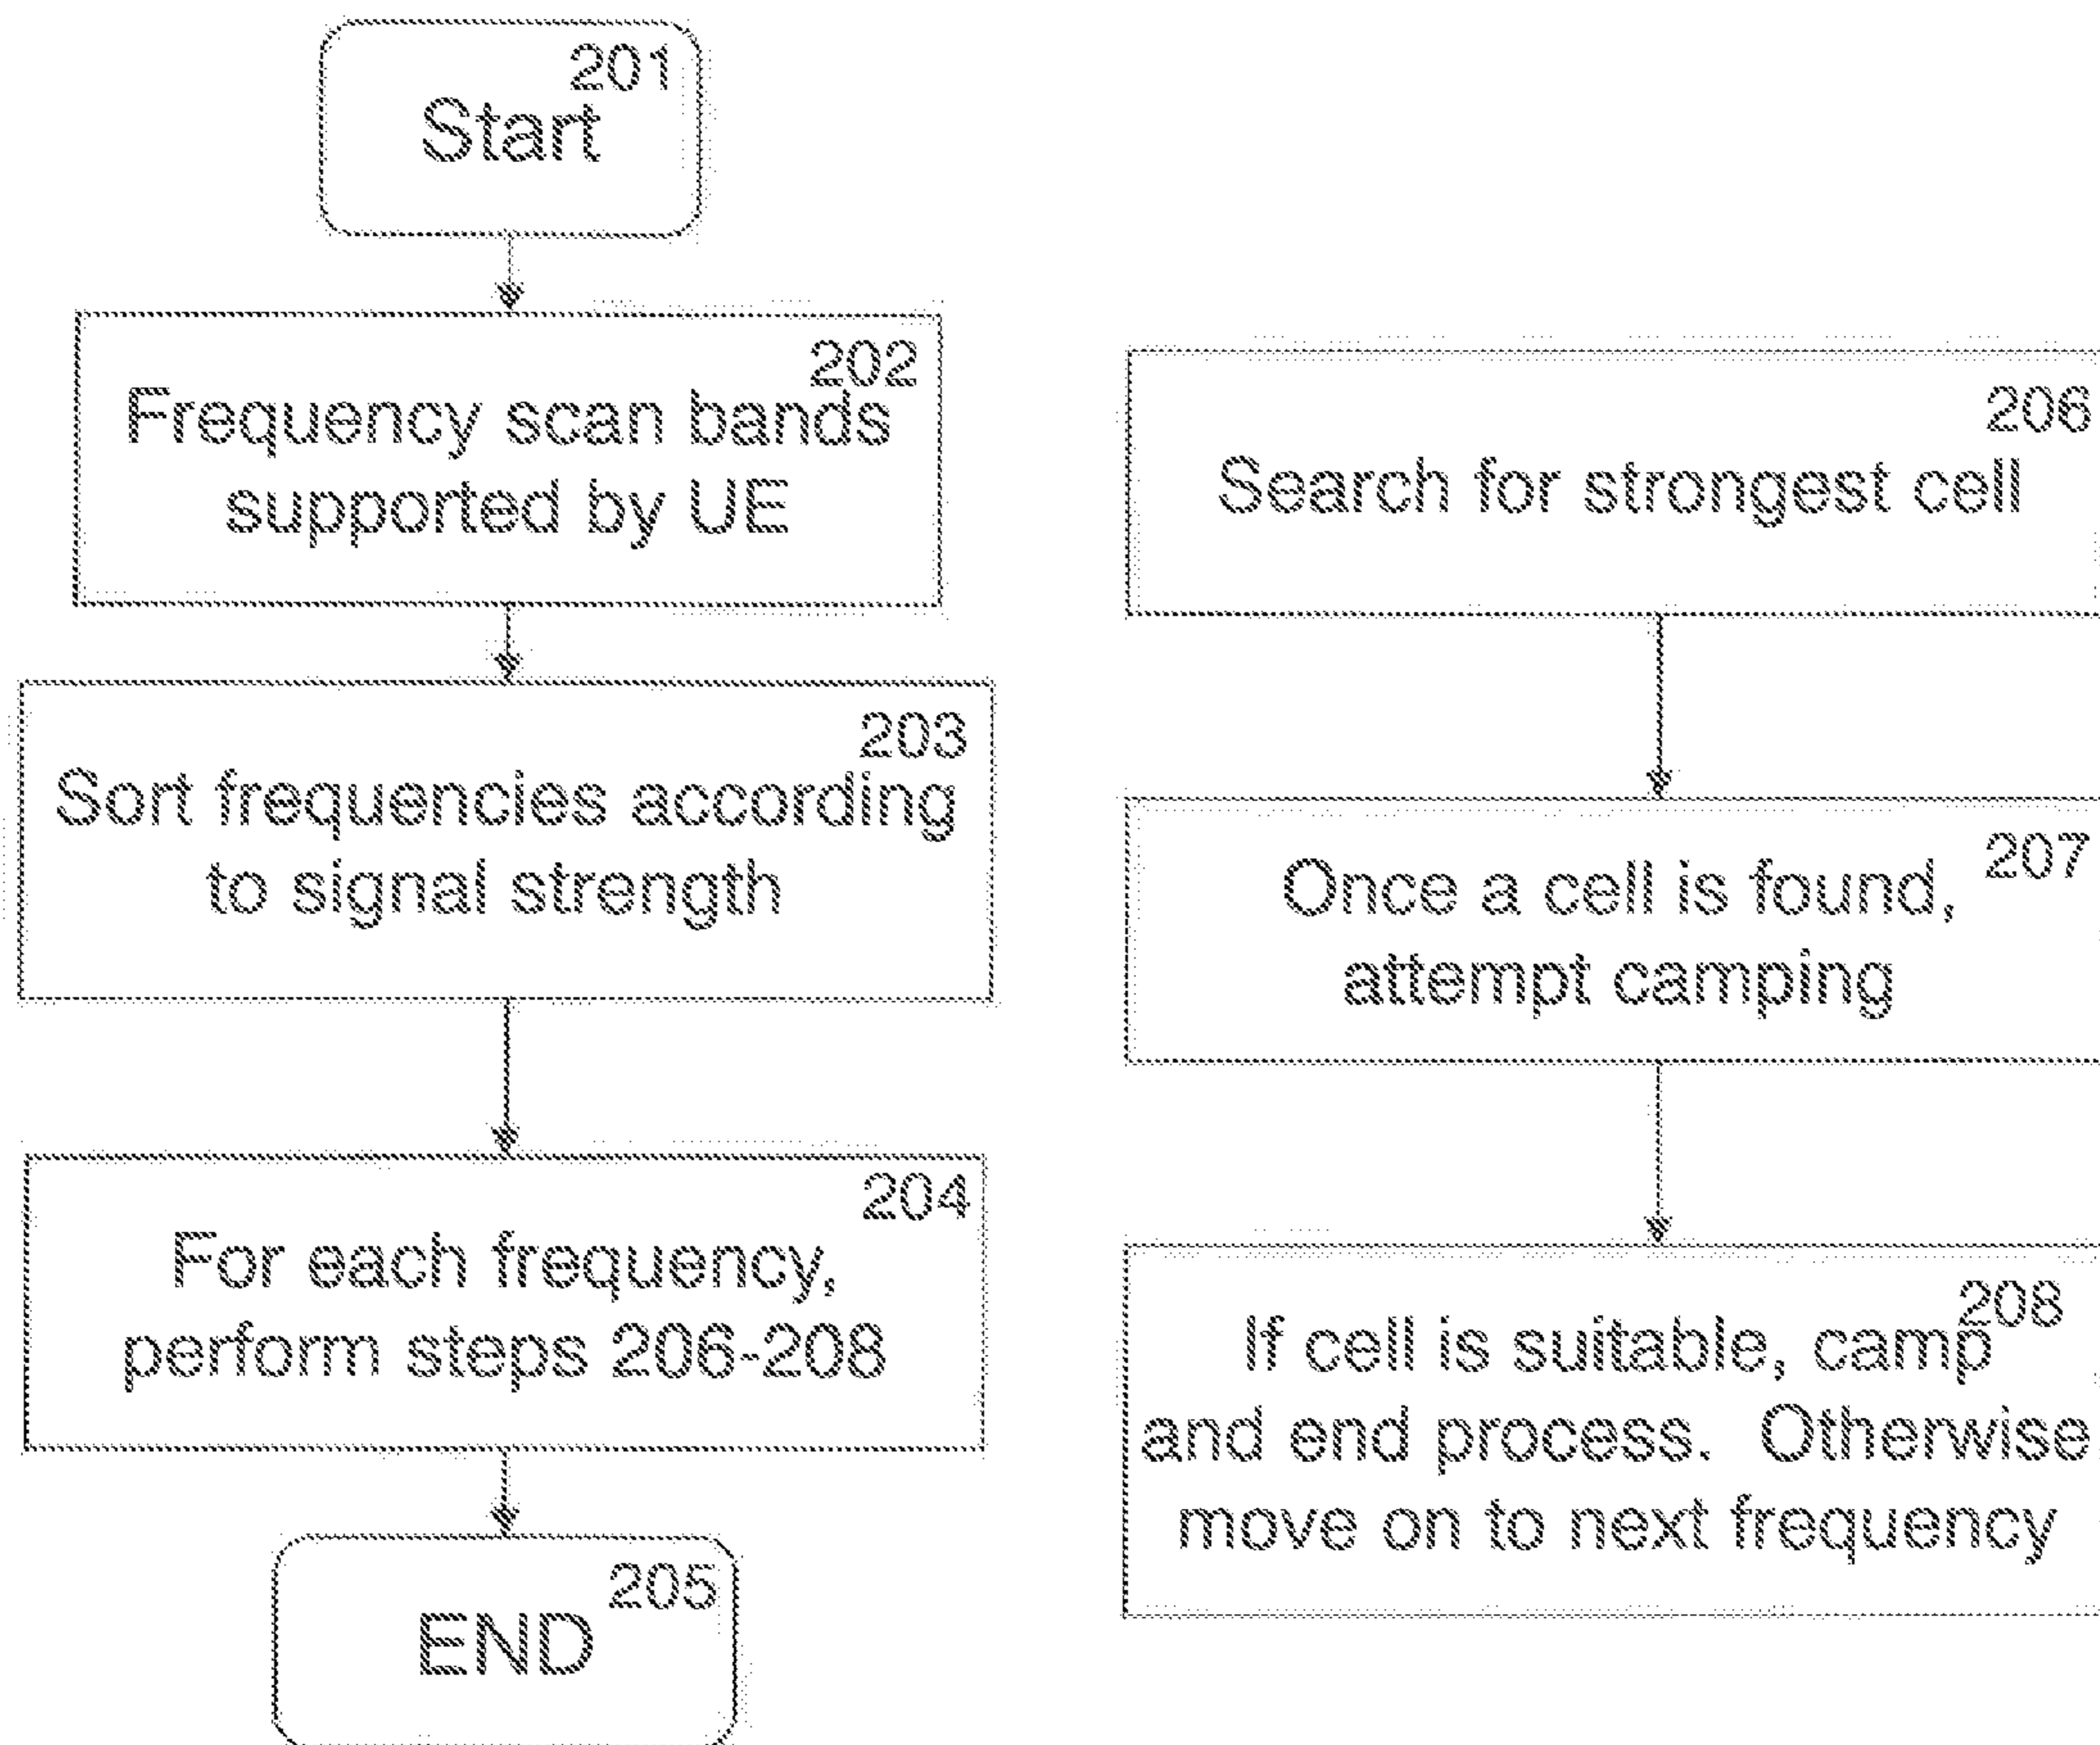 201
Start
202
Frequency scan bands
supported by UE
203
Sort frequencies according
to signal strength
204
For each frequency,
perform steps 206-208
205
END
206
Search for strongest cell
207
Once a cell is found,
attempt camping
208
If cell is suitable, camp
and end process. Otherwise
move on to next frequency